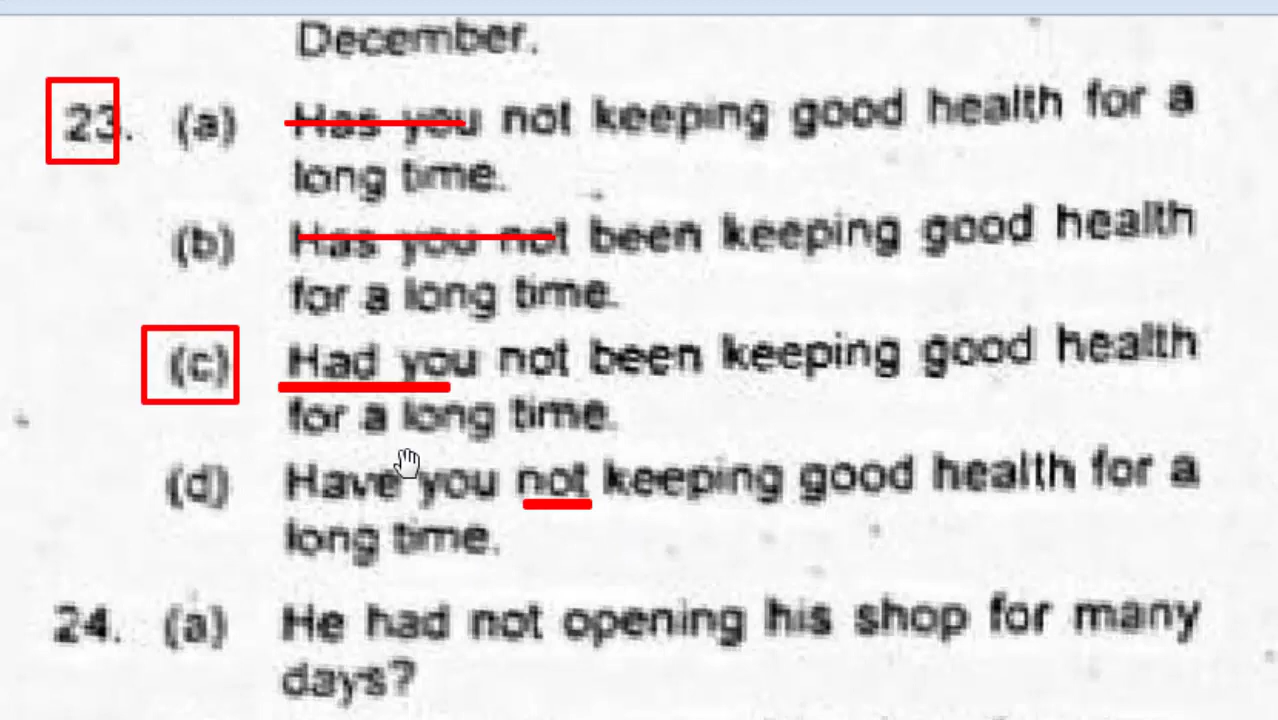 December.
23. (a) Has you not keeping good health for a
long time.
(b) Has you not been keeping good health
for a long time.
(c) Had you not been keeping good health
for a long time.
(d) Have you not keeping good health for a
long time.
24. (a) He had not opening his shop for many
days?